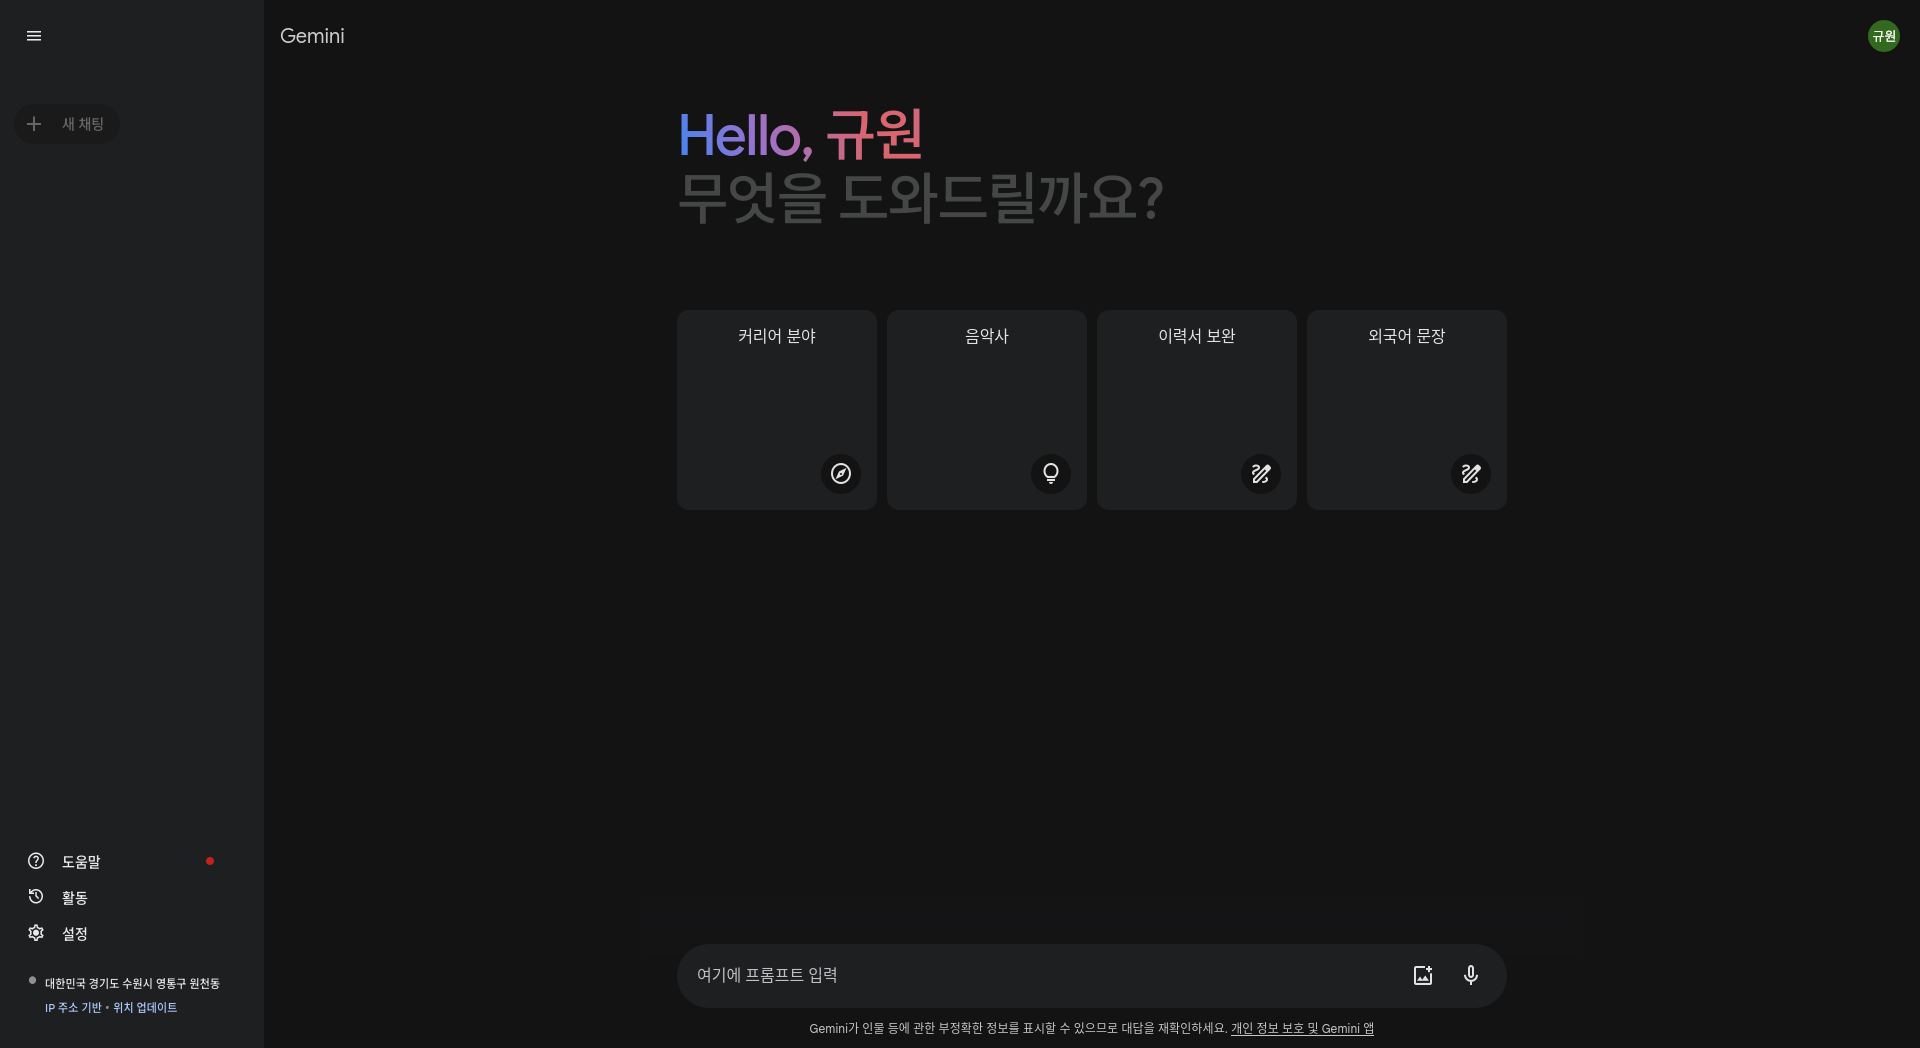 Gemini
규원
새 채팅
Hello, 규원
무엇을 도와드릴까요?
커리어 분야
음악사
이력서 보완
외국어 문장
도움말
활동
설정
대한민국 경기도 수원시 영통구 원천동
IP 주소 기반 • 위치 업데이트
여기에 프롬프트 입력
Gemini가 인물 등에 관한 부정확한 정보를 표시할 수 있으므로 대답을 재확인하세요. 개인 정보 보호 및 Gemini 앱